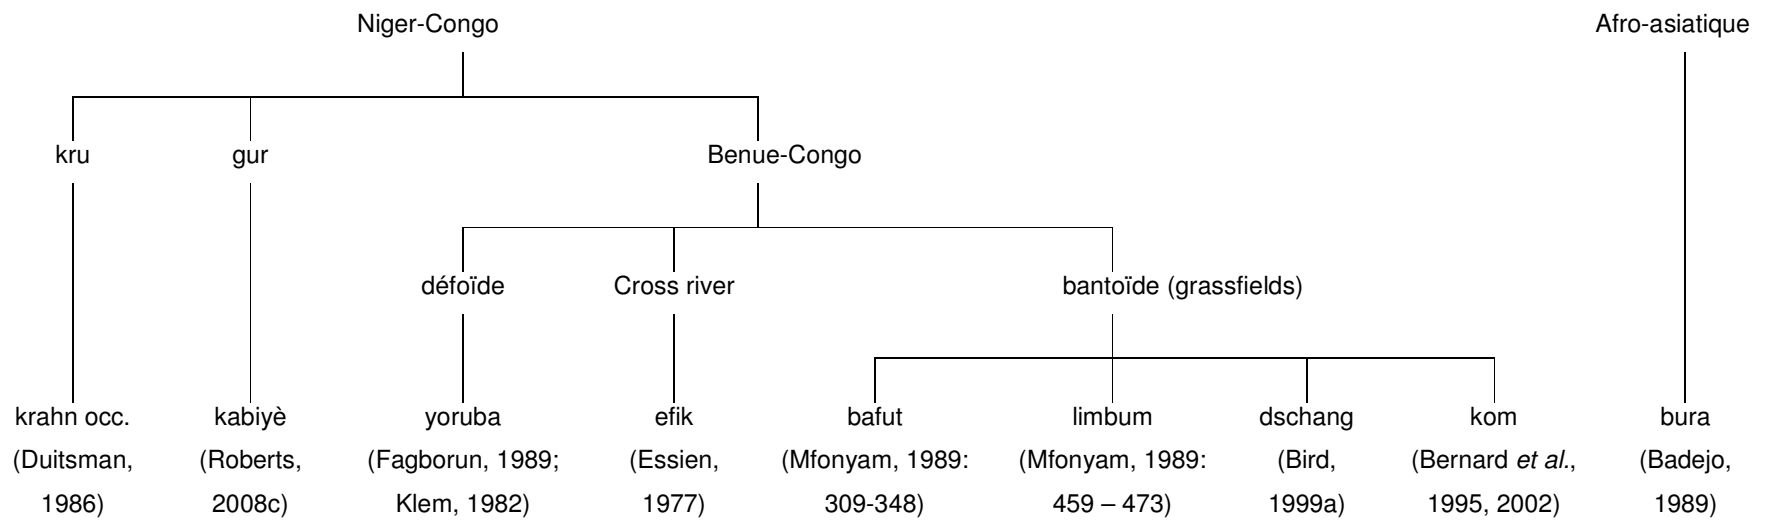 Niger-Congo Afro-asiatique
kru gur Benue-Congo
défoïde Cross river bantoïde (grassfields)
krahn occ. kabiyè yoruba efik bafut limbum dschang kom bura
(Duitsman, (Roberts, (Fagborun, 1989; (Essien, (Mfonyam, 1989: (Mfonyam, 1989: (Bird, (Bernard et al., (Badejo,
1986) 2008c) Klem, 1982) 1977) 309-348) 459 – 473) 1999a) 1995, 2002) 1989)